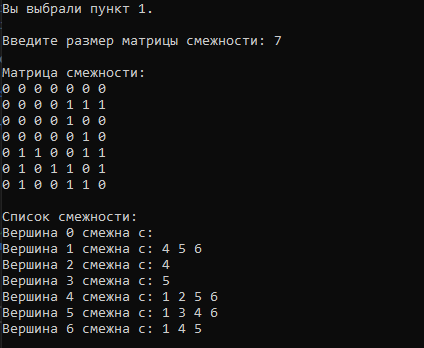 Вы выбрали пункт 1.
Введите размер матрицы смежности: 7
Матрица смежности:
0 0 0 0 0 0 0
0 0 0 0 1 1 1
0 0 0 0 1 0 0
0 0 0 0 0 1 0
0 1 1 0 0 1 1
0 1 0 1 1 0 1
0 1 0 0 1 1 0
Список смежности:
Вершина 0 смежна с:
Вершина 1 смежна с: 4 5 6
Вершина 2 смежна с: 4
Вершина 3 смежна с: 5
Вершина 4 смежна с: 1 2 5 6
Вершина 5 смежна с: 1 3 4 6
Вершина 6 смежна с: 1 4 5